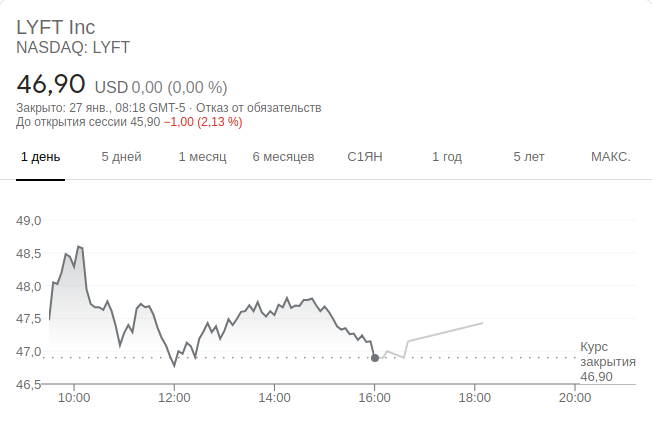 LYFT Inc
NASDAQ: LYFT
46,90 USD 0,00 (0,00 %)
Закрыто: 27 янв., 08:18 GMT-5 · Отказ от обязательств
До открытия сессии 45,90 −1,00 (2,13 %)
1 день 5 дней 1 месяц 6 месяцев С1ЯН 1 год 5 лет МАКС.
49,0
48,5
48,0
47,5
47,0
46,5
Курс
закрытия
46,90
10:00 12:00 14:00 16:00 18:00 20:00